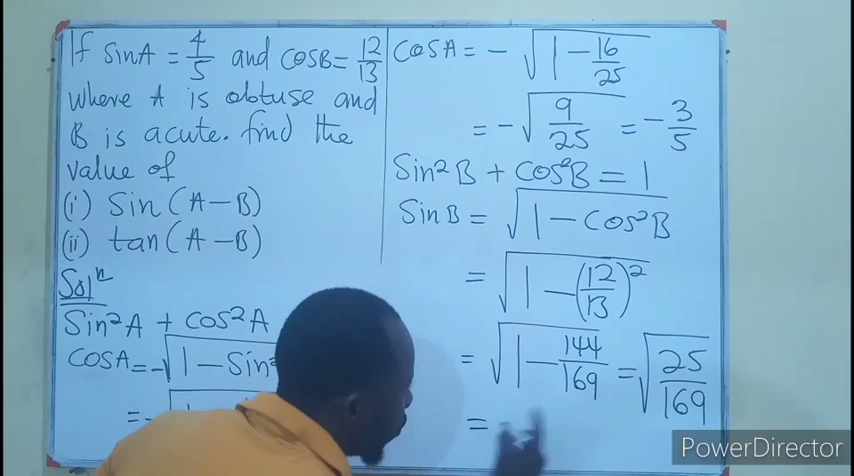 If sinA = 4/5 and cosB = 12/13
where A is obtuse and
B is acute. find the
value of
(i) Sin(A-B)
(ii) tan(A-B)
Solⁿ
Sin²A + cos²A
cosA = -√1 - Sin²
= -
cosA = -√1 - 16/25
= -√9/25 = -3/5
Sin²B + cos²B = 1
SinB = √1 - cos²B
= √1 - (12/13)²
= √1 - 144/169 = √25/169
=
PowerDirector